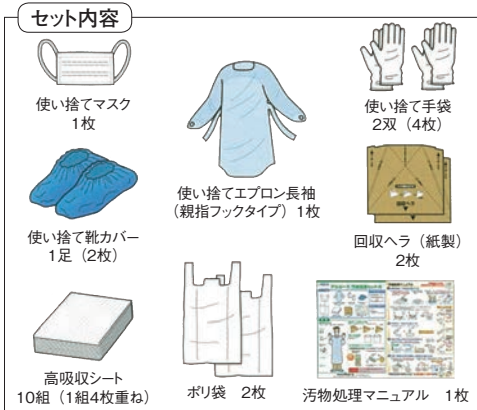 セット内容
使い捨てマスク
1枚
使い捨てエプロン長袖
(親指フックタイプ) 1枚
使い捨て手袋
2双(4枚)
使い捨て靴カバー
1足(2枚)
回収ヘラ
回収ヘラ(紙製)
2枚
高吸収シート
10組(1組4枚重ね)
ポリ袋 2枚
汚物処理マニュアル 1枚